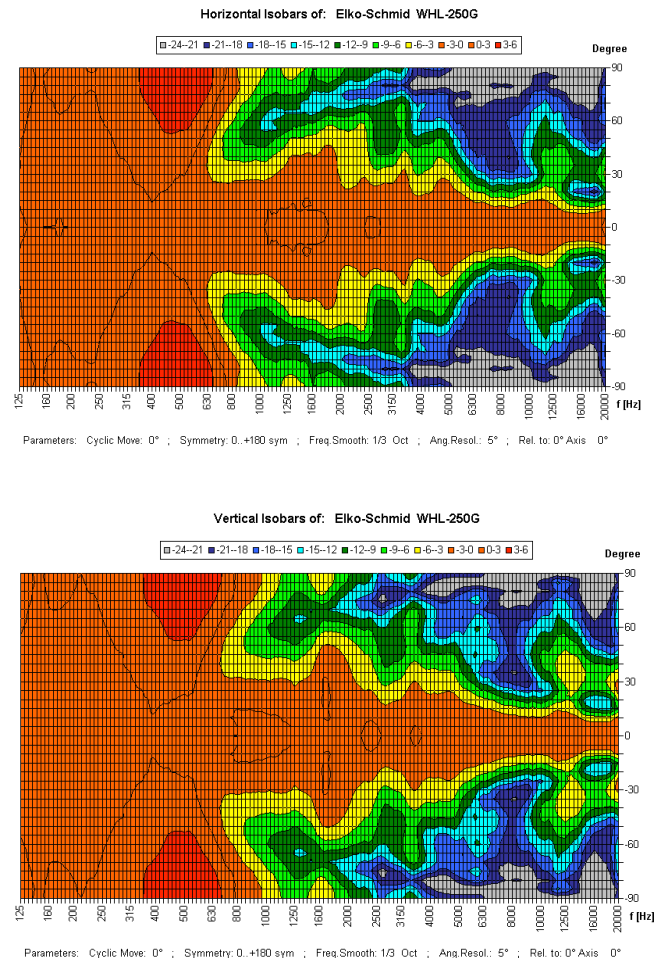 Horizontal Isobars of: Elko-Schmid WHL-250G
-24--21 -21--18 -18--15 -15--12 -12--9 -9--6 -6--3 -3-0 0-3 3-6
Degree
90
60
30
0
-30
-60
-90
125 160 200 250 315 400 500 630 800 1000 1250 1600 2000 2500 3150 4000 5000 6300 8000 10000 12500 16000 20000
f [Hz]
Parameters: Cyclic Move: 0° ; Symmetry: 0..+180 sym ; Freq.Smooth: 1/3 Oct ; Ang.Resol.: 5° ; Rel. to: 0° Axis 0°
Vertical Isobars of: Elko-Schmid WHL-250G
-24--21 -21--18 -18--15 -15--12 -12--9 -9--6 -6--3 -3-0 0-3 3-6
Degree
90
60
30
0
-30
-60
-90
125 160 200 250 315 400 500 630 800 1000 1250 1600 2000 2500 3150 4000 5000 6300 8000 10000 12500 16000 20000
f [Hz]
Parameters: Cyclic Move: 0° ; Symmetry: 0..+180 sym ; Freq.Smooth: 1/3 Oct ; Ang.Resol.: 5° ; Rel. to: 0° Axis 0°